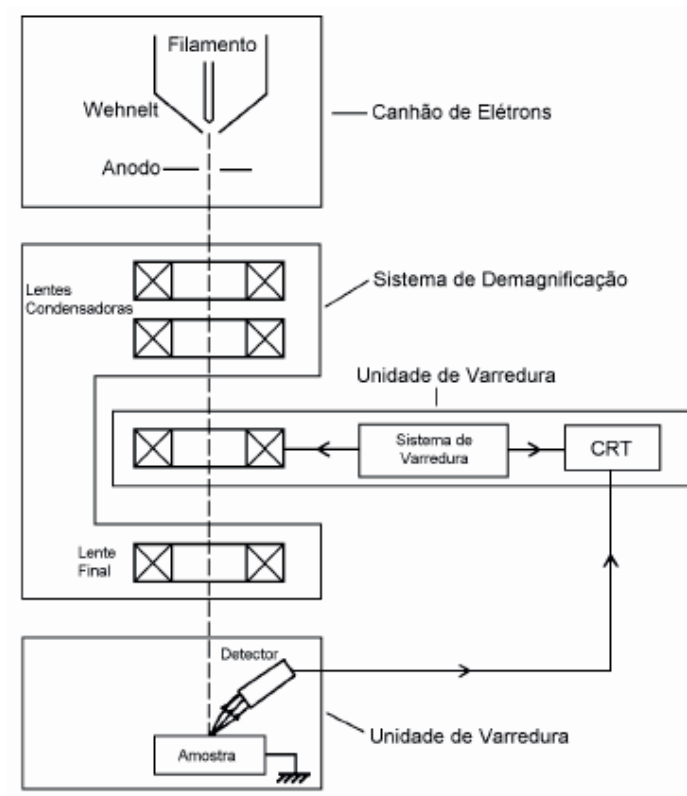 Filamento
Wehnelt
Canhão de Elétrons
Anodo
Lentes
Condensadoras
Sistema de Demagnificação
Unidade de Varredura
Sistema de
Varredura
CRT
Lente
Final
Detector
Amostra
Unidade de Varredura